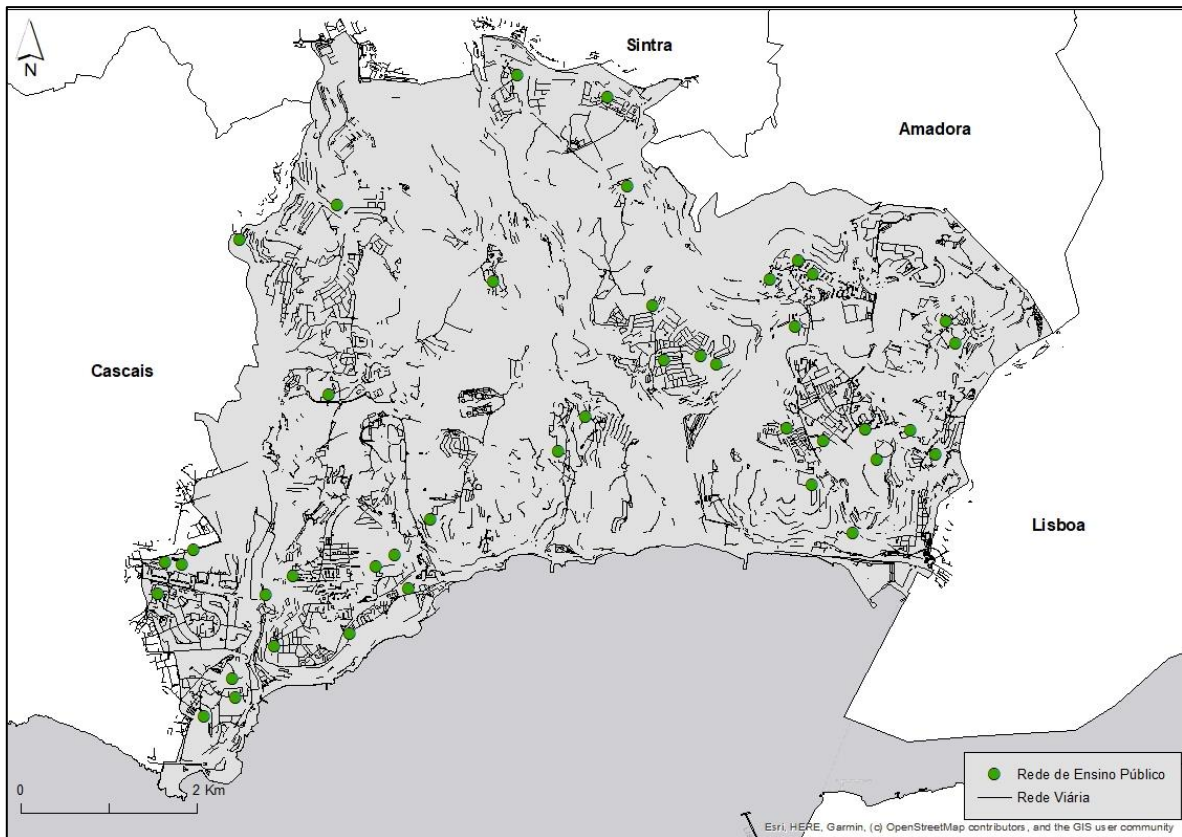 Sintra
Amadora
N
Cascais
Lisboa
0 2 Km
Rede de Ensino Público
Rede Viária
Esri, HERE, Garmin, (c) OpenStreetMap contributors, and the GIS user community